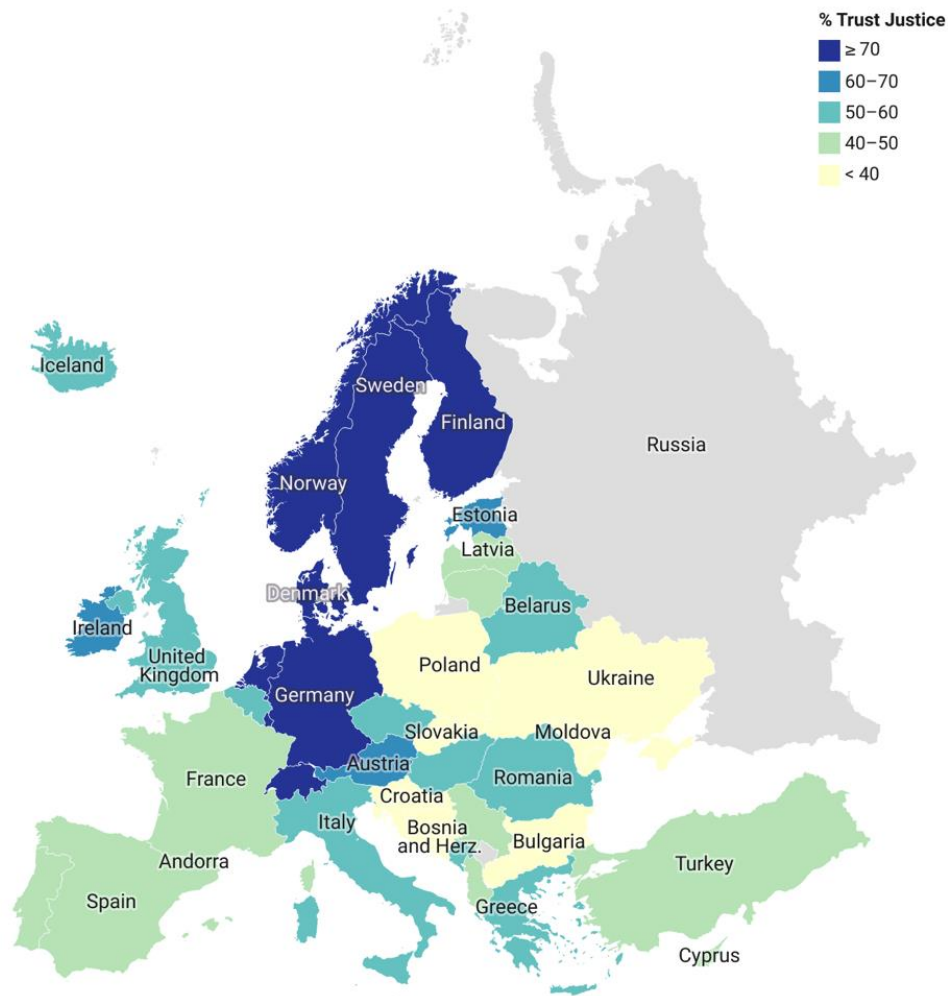 % Trust Justice
≥ 70
60–70
50–60
40–50
< 40
Iceland
Sweden
Finland
Russia
Norway
Estonia
Latvia
Denmark
Belarus
Ireland
United
Kingdom
Poland
Ukraine
Germany
Slovakia
Moldova
Austria
France
Romania
Croatia
Italy
Bosnia
and Herz.
Bulgaria
Andorra
Turkey
Spain
Greece
Cyprus